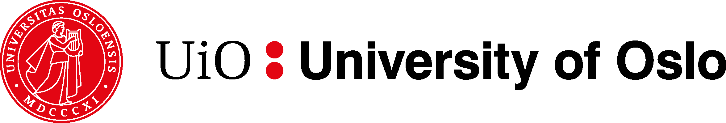 UNIVERSITAS OSLOENSIS
MDCCCXI
UiO : University of Oslo